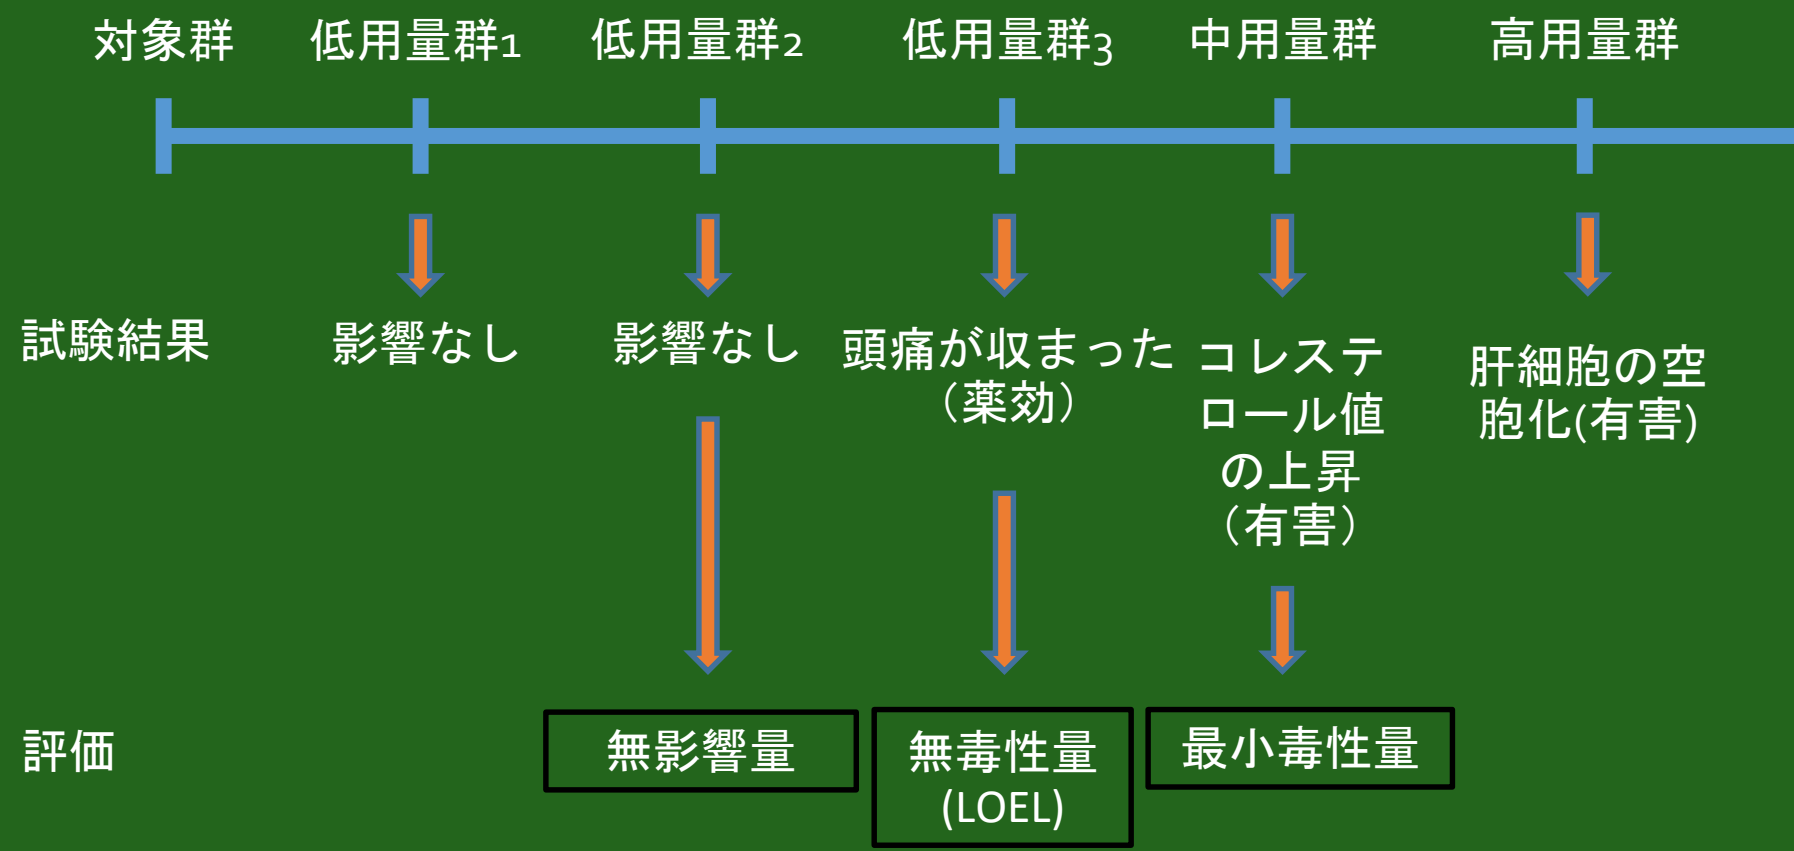 対象群 低用量群1 低用量群2 低用量群3 中用量群 高用量群
試験結果
影響なし
影響なし
頭痛が収まった
（薬効）
コレステ
ロール値
の上昇
（有害）
肝細胞の空
胞化(有害)
評価
無影響量
無毒性量
(LOEL)
最小毒性量